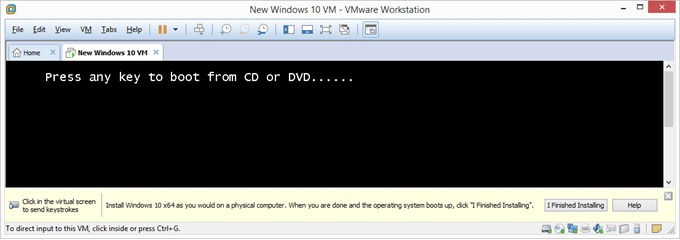 New Windows 10 VM - VMware Workstation
File Edit View VM Tabs Help
Home New Windows 10 VM
Press any key to boot from CD or DVD......
Click in the virtual screen
to send keystrokes
Install Windows 10 x64 as you would on a physical computer. When you are done and the operating system boots up, click "I Finished Installing".
I Finished Installing Help
To direct input to this VM, click inside or press Ctrl+G.